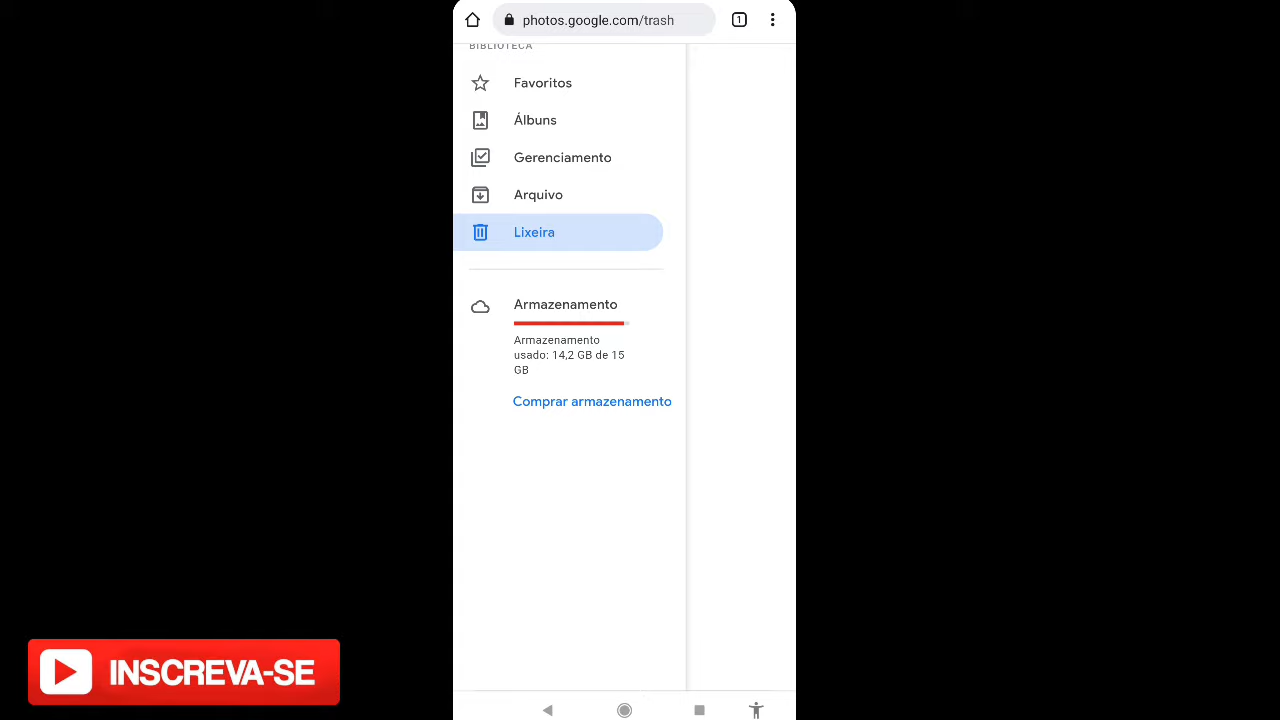 photos.google.com/trash
1
BIBLIOTECA
Favoritos
Álbuns
Gerenciamento
Arquivo
Lixeira
Armazenamento
Armazenamento
usado: 14,2 GB de 15
GB
Comprar armazenamento
INSCREVA-SE